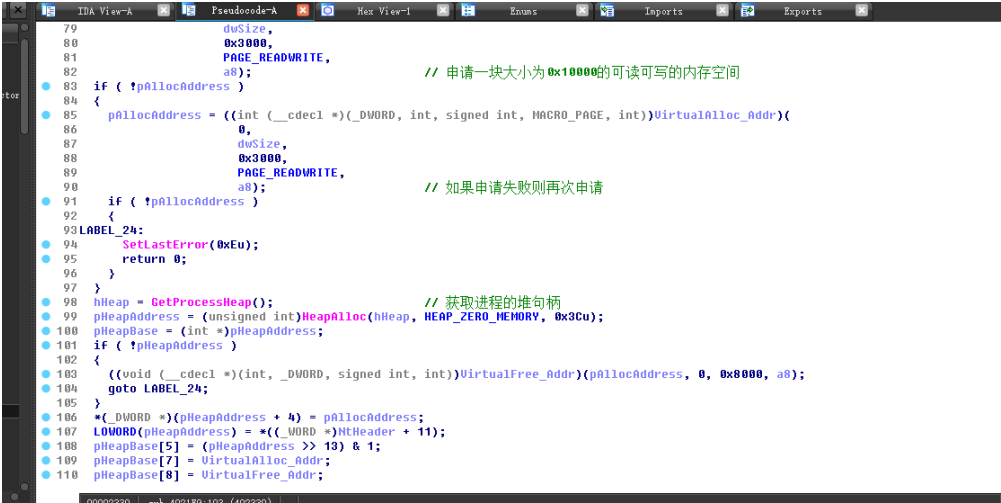 IDA View-A Pseudocode-A Hex View-1 Enums Imports Exports
79 dwSize,
80 0x3000,
81 PAGE_READWRITE,
82 a8); // 申请一块大小为0x10000的可读可写的内存空间
83 if ( !pAllocAddress )
84 {
85 pAllocAddress = ((int (__cdecl *)(_DWORD, int, signed int, MACRO_PAGE, int))VirtualAlloc_Addr)(
86 0,
87 dwSize,
88 0x3000,
89 PAGE_READWRITE,
90 a8); // 如果申请失败则再次申请
91 if ( !pAllocAddress )
92 {
93 LABEL_24:
94 SetLastError(0xEu);
95 return 0;
96 }
97 }
98 hHeap = GetProcessHeap(); // 获取进程的堆句柄
99 pHeapAddress = (unsigned int)HeapAlloc(hHeap, HEAP_ZERO_MEMORY, 0x3Cu);
100 pHeapBase = (int *)pHeapAddress;
101 if ( !pHeapAddress )
102 {
103 ((void (__cdecl *)(int, _DWORD, signed int, int))VirtualFree_Addr)(pAllocAddress, 0, 0x8000, a8);
104 goto LABEL_24;
105 }
106 *(_DWORD *)(pHeapAddress + 4) = pAllocAddress;
107 LOWORD(pHeapAddress) = *((_WORD *)NtHeader + 11);
108 pHeapBase[5] = (pHeapAddress >> 13) & 1;
109 pHeapBase[7] = VirtualAlloc_Addr;
110 pHeapBase[8] = VirtualFree_Addr;